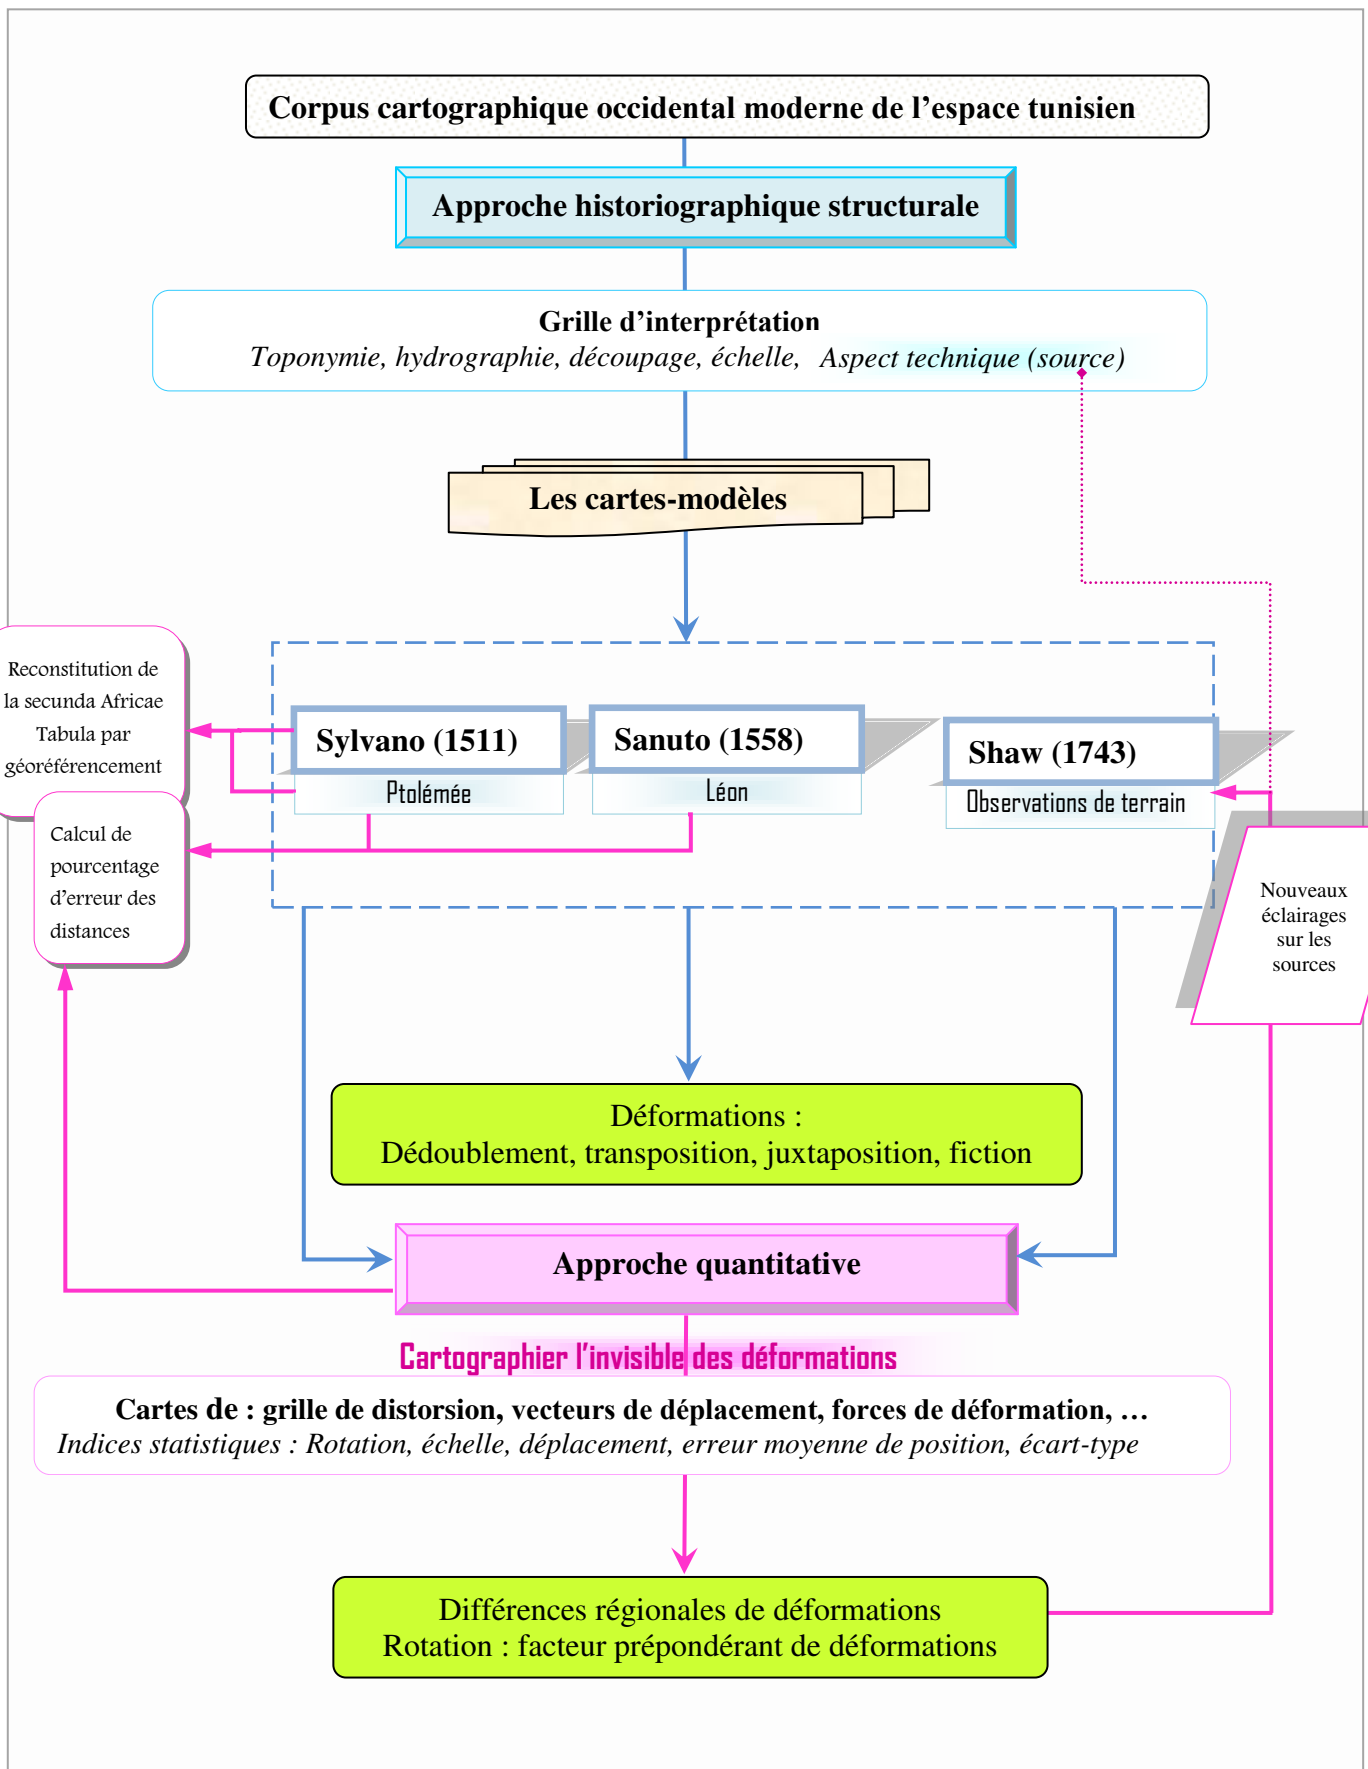 Corpus cartographique occidental moderne de l’espace tunisien
Approche historiographique structurale
Grille d’interprétation
Toponymie, hydrographie, découpage, échelle, Aspect technique (source)
Les cartes-modèles
Reconstitution de
la secunda Africae
Tabula par
géoréférencement
Sylvano (1511)
Ptolémée
Sanuto (1558)
Léon
Shaw (1743)
Observations de terrain
Calcul de
pourcentage
d’erreur des
distances
Nouveaux
éclairages
sur les
sources
Déformations :
Dédoublement, transposition, juxtaposition, fiction
Approche quantitative
Cartographier l’invisible des déformations
Cartes de : grille de distorsion, vecteurs de déplacement, forces de déformation, …
Indices statistiques : Rotation, échelle, déplacement, erreur moyenne de position, écart-type
Différences régionales de déformations
Rotation : facteur prépondérant de déformations